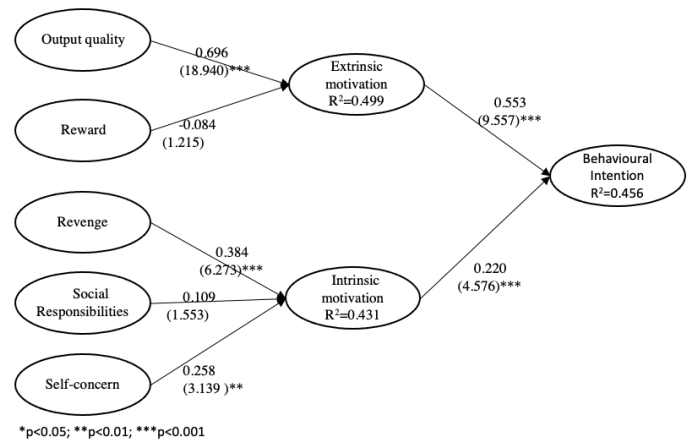 Output quality
0.696
(18.940)***
Extrinsic
motivation
R²=0.499
Reward
-0.084
(1.215)
0.553
(9.557)***
Behavioural
Intention
R²=0.456
Revenge
0.384
(6.273)***
Social
Responsibilities
0.109
(1.553)
Intrinsic
motivation
R²=0.431
0.220
(4.576)***
Self-concern
0.258
(3.139 )**
*p<0.05; **p<0.01; ***p<0.001